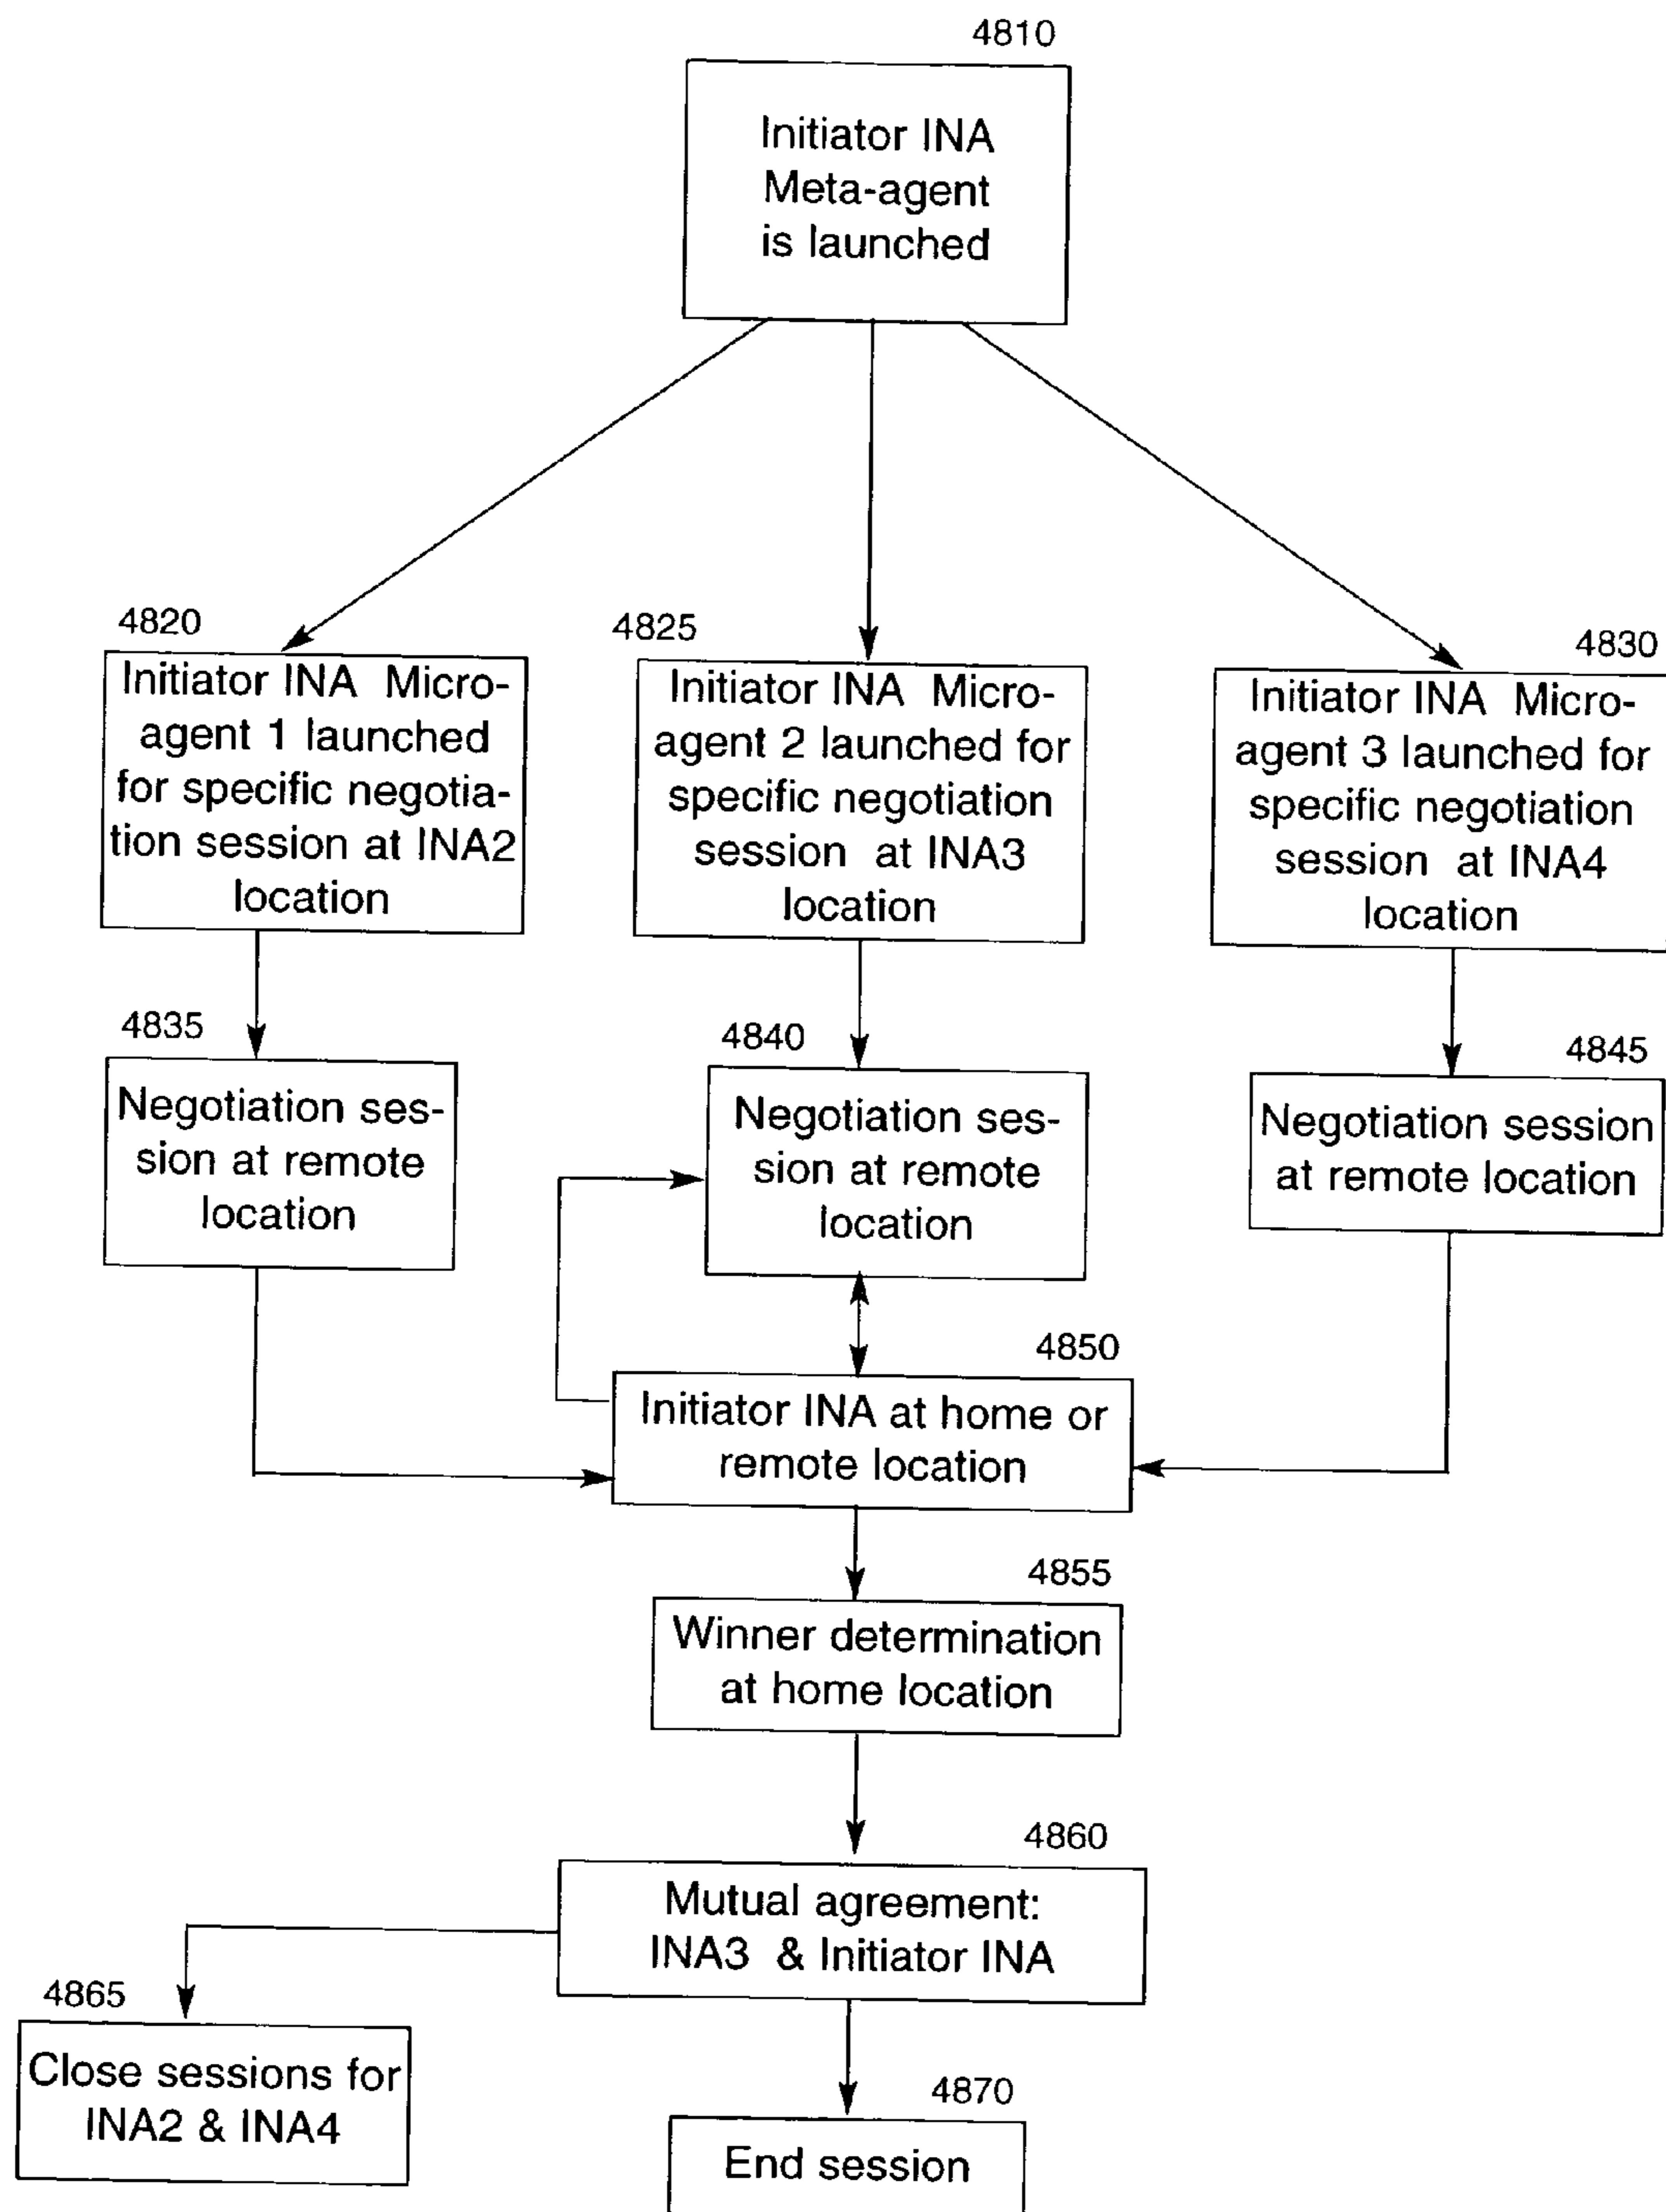 4810
Initiator INA
Meta-agent
is launched
4820
Initiator INA Micro-
agent 1 launched
for specific negotia-
tion session at INA2
location
4825
Initiator INA Micro-
agent 2 launched for
specific negotiation
session at INA3
location
4830
Initiator INA Micro-
agent 3 launched for
specific negotiation
session at INA4
location
4835
Negotiation ses-
sion at remote
location
4840
Negotiation ses-
sion at remote
location
4845
Negotiation session
at remote location
4850
Initiator INA at home or
remote location
4855
Winner determination
at home location
4860
Mutual agreement:
INA3 & Initiator INA
4865
Close sessions for
INA2 & INA4
4870
End session